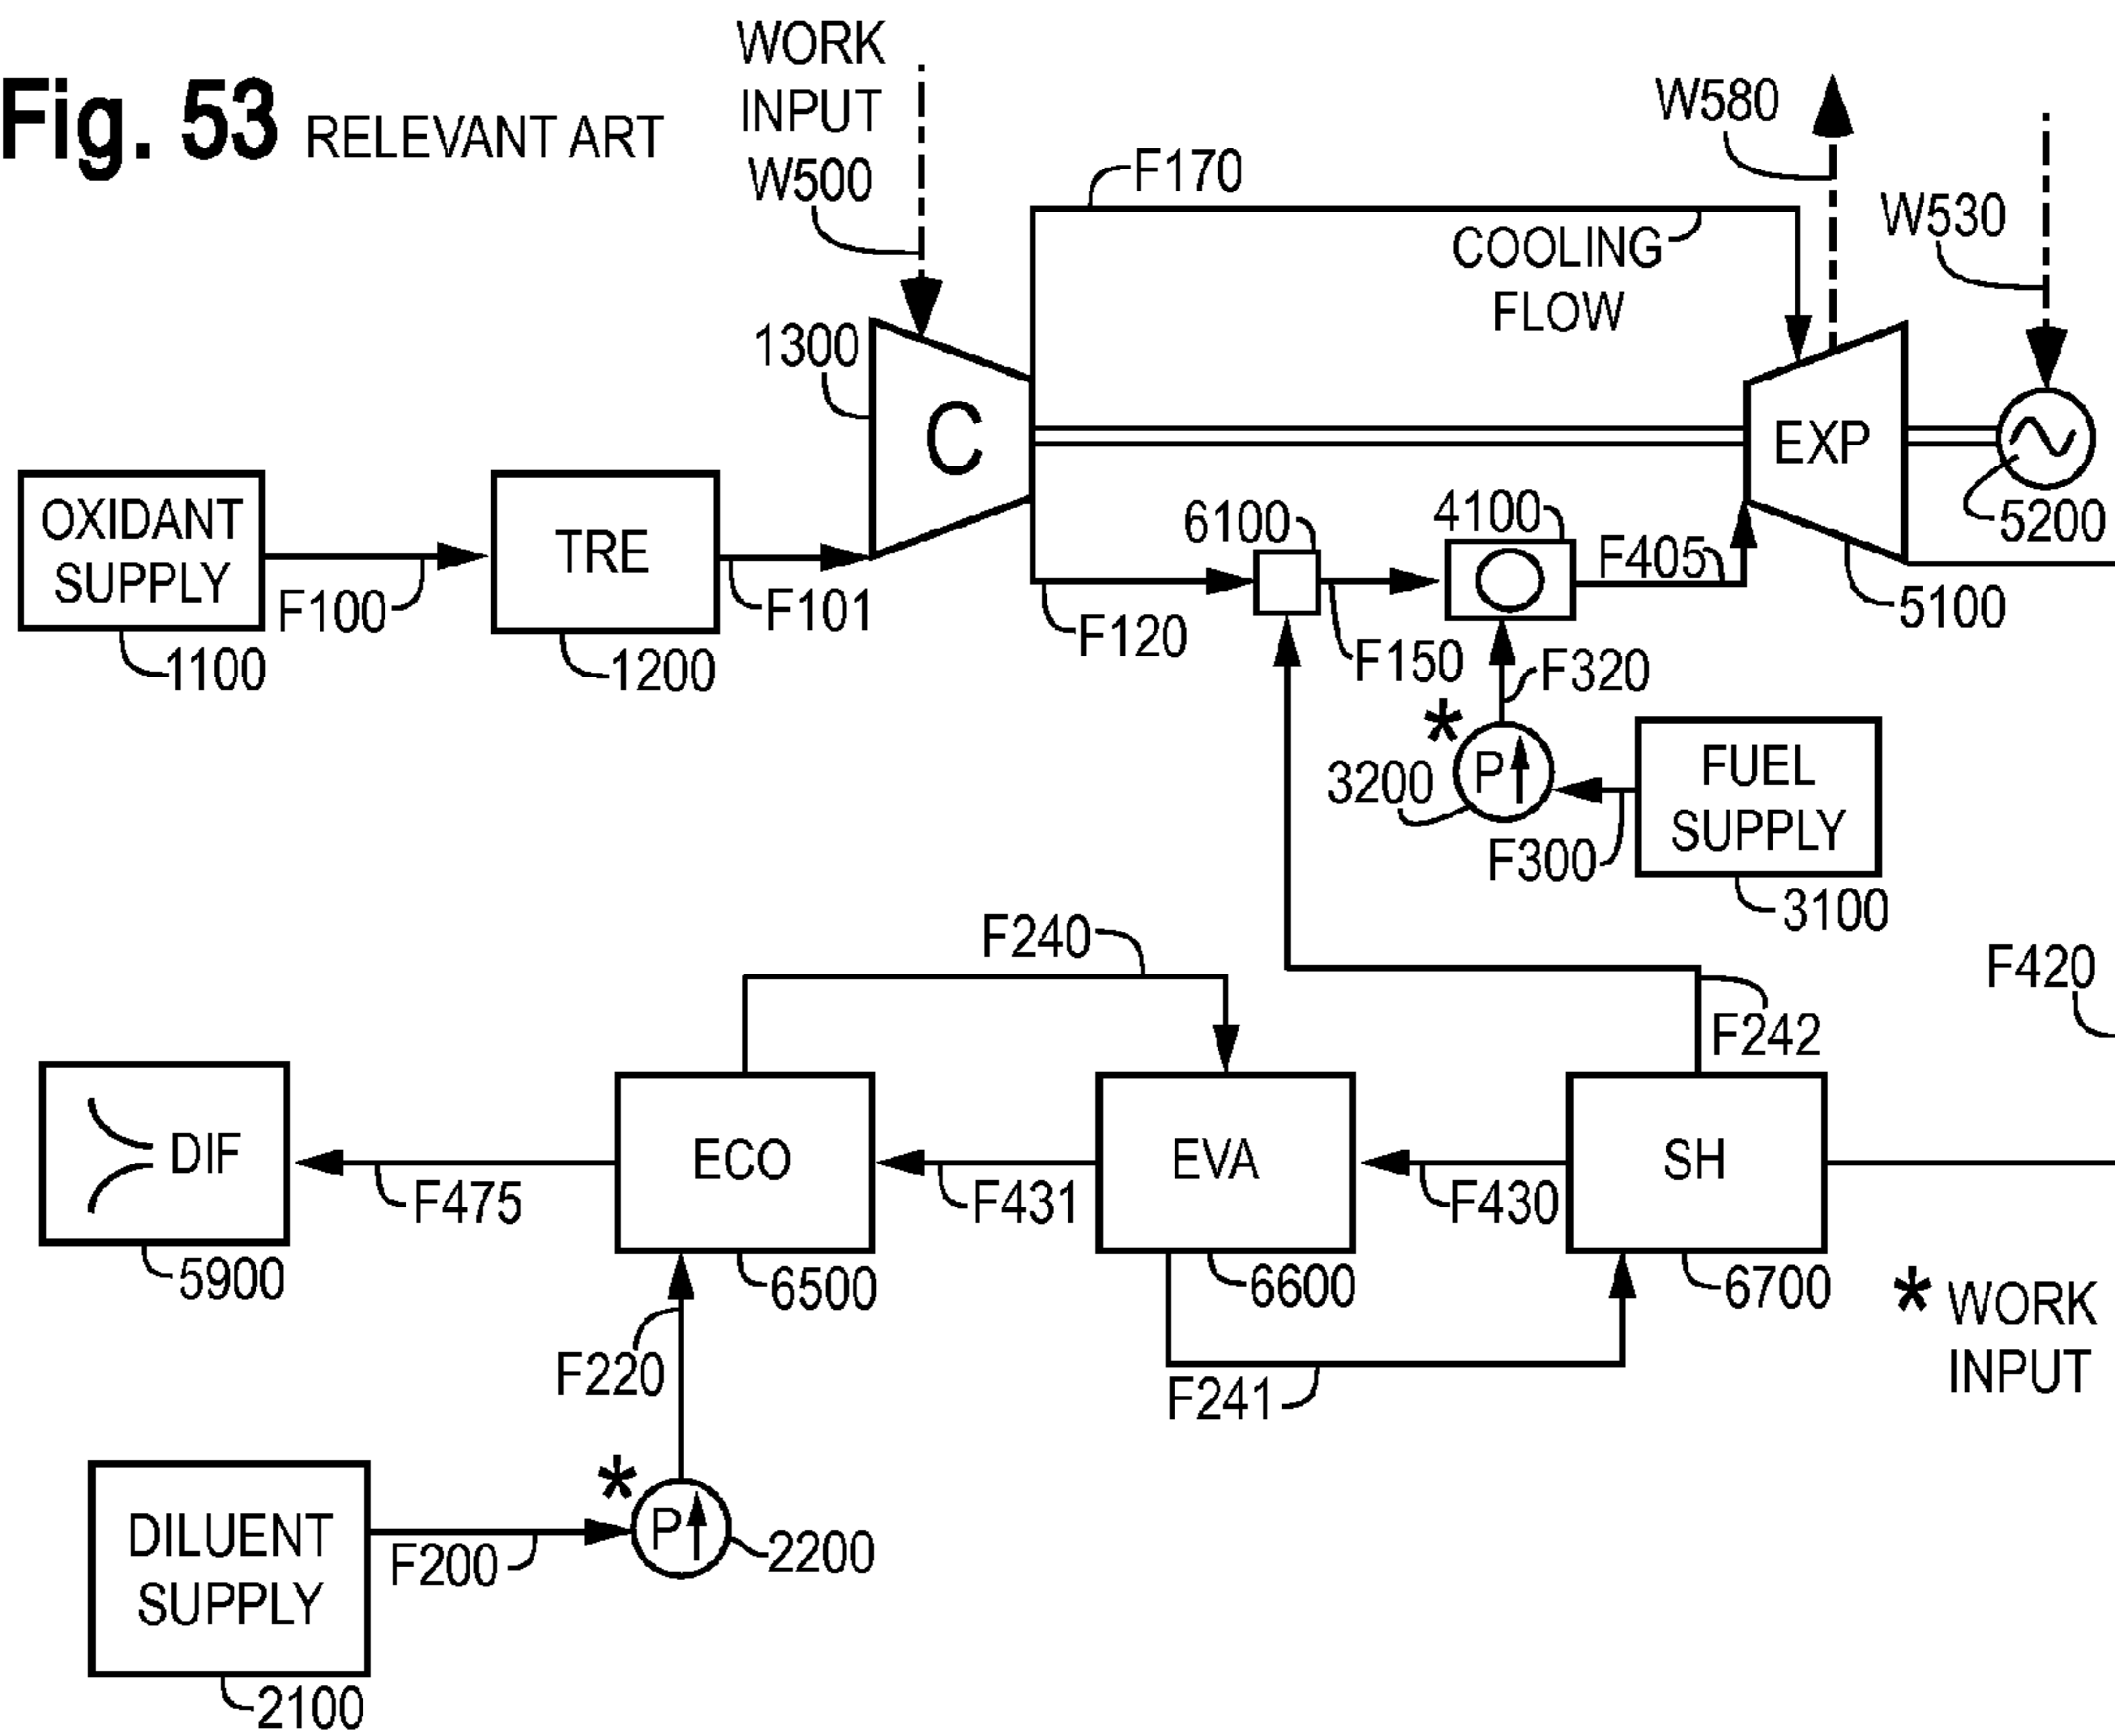 Fig. 53 RELEVANT ART
WORK
INPUT
W500
F170
COOLING
FLOW
W580
W530
1300
C
EXP
5200
5100
OXIDANT
SUPPLY
1100
F100
TRE
1200
F101
F120
6100
F150
4100
F405
F320
*
P
3200
F300
FUEL
SUPPLY
3100
F240
F242
F420
DIF
5900
F475
ECO
6500
F431
EVA
6600
F430
SH
6700
F241
F220
* WORK
INPUT
DILUENT
SUPPLY
2100
F200
*
P
2200